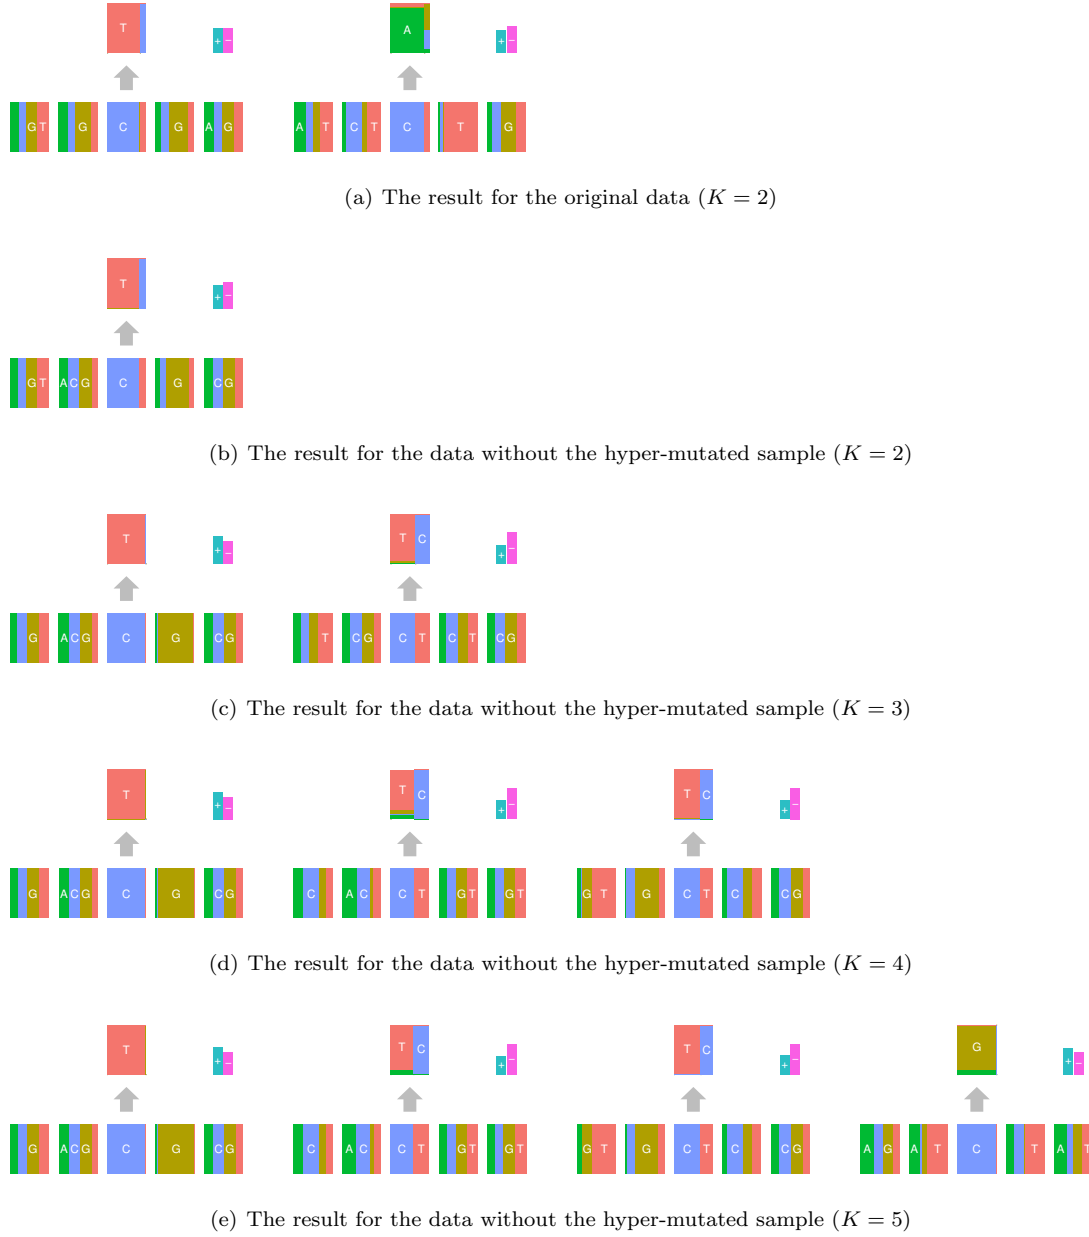 T + − A + −
G T G C G A G A T C T C T G
(a) The result for the original data (K = 2)
T + −
G T A C G C G C G
(b) The result for the data without the hyper-mutated sample (K = 2)
T + − T C + −
G A C G C G C G T C G C T C T C G
(c) The result for the data without the hyper-mutated sample (K = 3)
T + − T C + − T C + −
G A C G C G C G C A C C T G T G T G T G C T C C G
(d) The result for the data without the hyper-mutated sample (K = 4)
T + − T C + − T C + − G + −
G A C G C G C G C A C C T G T G T G T G C T C C G A G A T C T A T
(e) The result for the data without the hyper-mutated sample (K = 5)